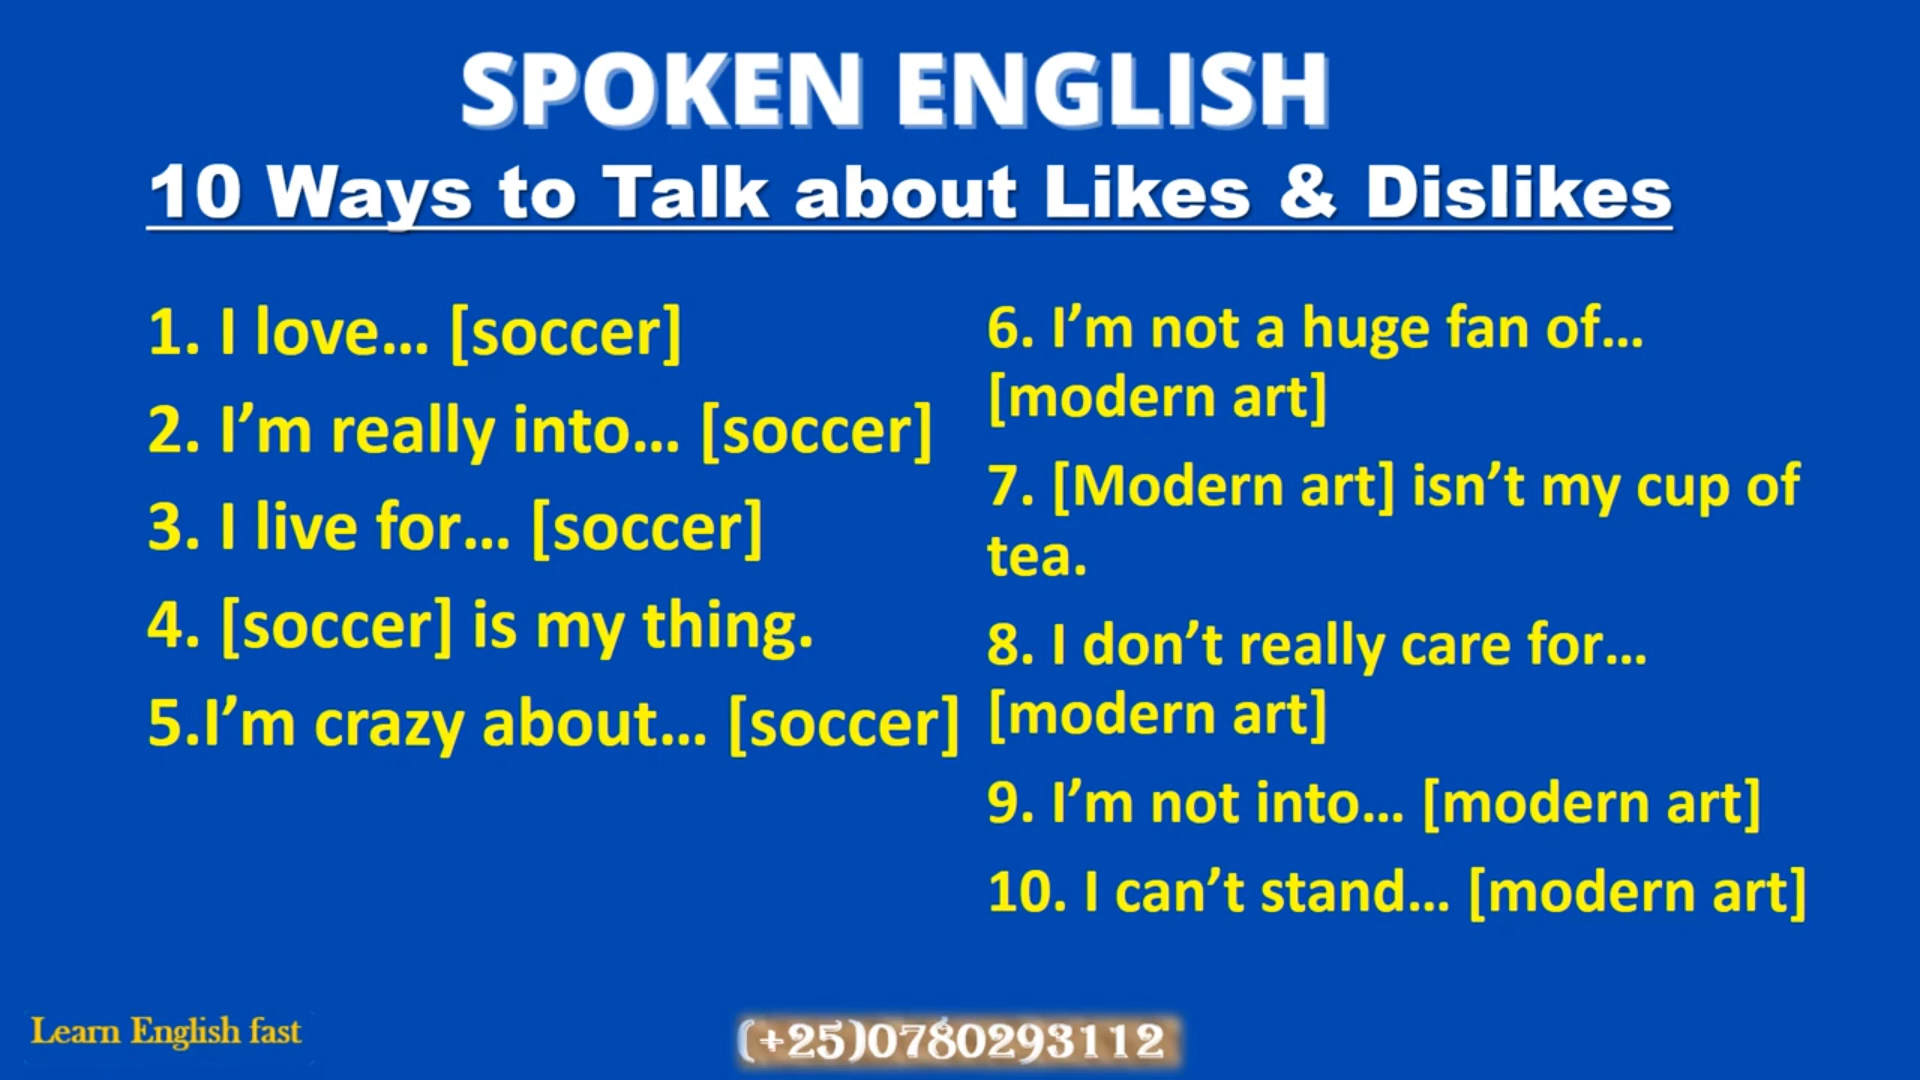 SPOKEN ENGLISH
10 Ways to Talk about Likes & Dislikes
1. I love... [soccer]
2. I’m really into... [soccer]
3. I live for... [soccer]
4. [soccer] is my thing.
5.I’m crazy about... [soccer]
6. I’m not a huge fan of...
[modern art]
7. [Modern art] isn’t my cup of
tea.
8. I don’t really care for...
[modern art]
9. I’m not into... [modern art]
10. I can’t stand... [modern art]
Learn English fast
(+25)0780293112